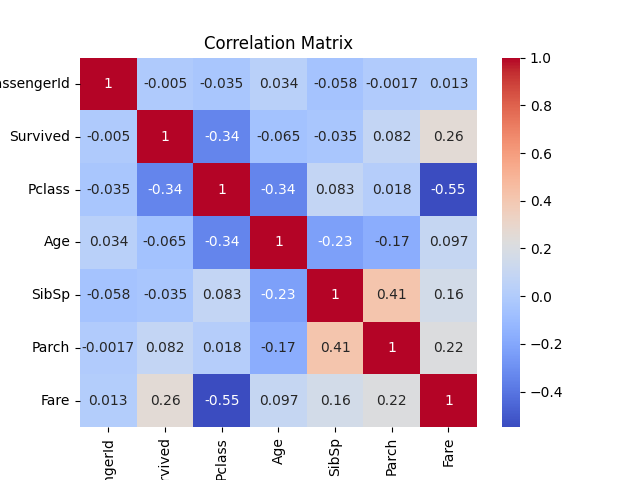 Correlation Matrix
ssengerId 1 -0.005 -0.035 0.034 -0.058 -0.0017 0.013
Survived -0.005 1 -0.34 -0.065 -0.035 0.082 0.26
Pclass -0.035 -0.34 1 -0.34 0.083 0.018 -0.55
Age 0.034 -0.065 -0.34 1 -0.23 -0.17 0.097
SibSp -0.058 -0.035 0.083 -0.23 1 0.41 0.16
Parch -0.0017 0.082 0.018 -0.17 0.41 1 0.22
Fare 0.013 0.26 -0.55 0.097 0.16 0.22 1
ngerId
rvived
Pclass
Age
SibSp
Parch
Fare
1.0
0.8
0.6
0.4
0.2
0.0
−0.2
−0.4